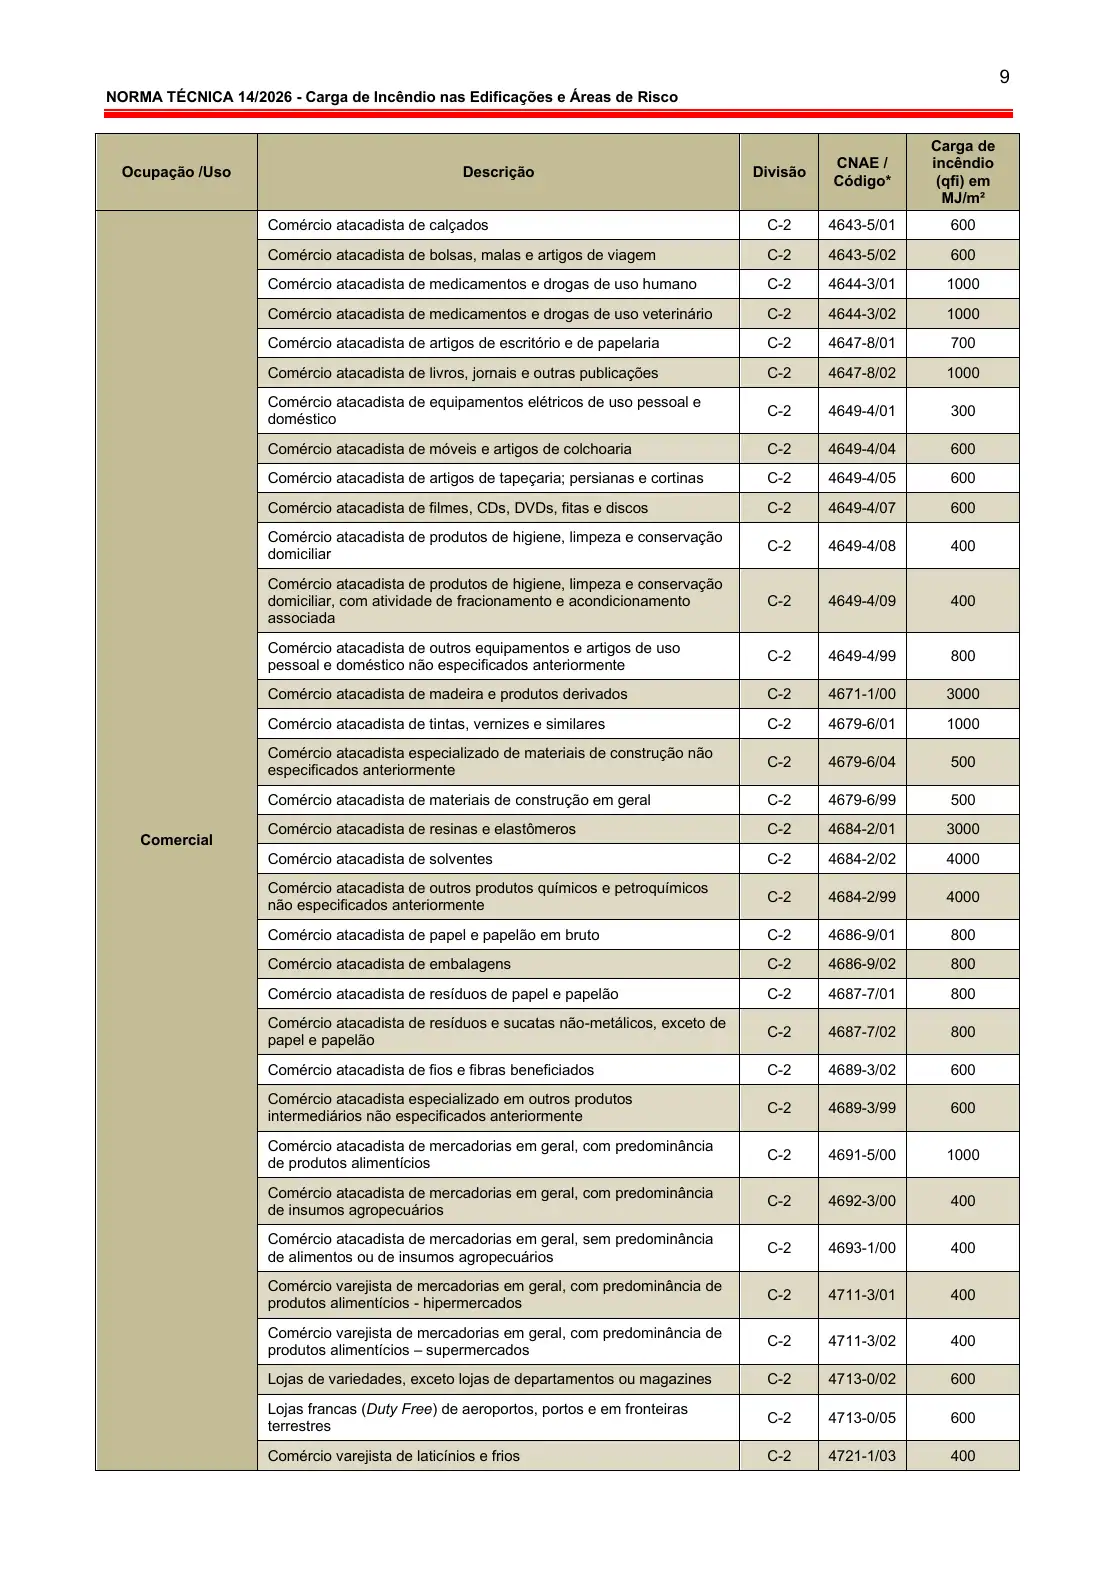 9
NORMA TÉCNICA 14/2026 - Carga de Incêndio nas Edificações e Áreas de Risco
Ocupação /Uso Descrição Divisão CNAE / Código* Carga de incêndio (qfi) em MJ/m²
Comercial
Comércio atacadista de calçados C-2 4643-5/01 600
Comércio atacadista de bolsas, malas e artigos de viagem C-2 4643-5/02 600
Comércio atacadista de medicamentos e drogas de uso humano C-2 4644-3/01 1000
Comércio atacadista de medicamentos e drogas de uso veterinário C-2 4644-3/02 1000
Comércio atacadista de artigos de escritório e de papelaria C-2 4647-8/01 700
Comércio atacadista de livros, jornais e outras publicações C-2 4647-8/02 1000
Comércio atacadista de equipamentos elétricos de uso pessoal e
doméstico C-2 4649-4/01 300
Comércio atacadista de móveis e artigos de colchoaria C-2 4649-4/04 600
Comércio atacadista de artigos de tapeçaria; persianas e cortinas C-2 4649-4/05 600
Comércio atacadista de filmes, CDs, DVDs, fitas e discos C-2 4649-4/07 600
Comércio atacadista de produtos de higiene, limpeza e conservação
domiciliar C-2 4649-4/08 400
Comércio atacadista de produtos de higiene, limpeza e conservação
domiciliar, com atividade de fracionamento e acondicionamento
associada C-2 4649-4/09 400
Comércio atacadista de outros equipamentos e artigos de uso
pessoal e doméstico não especificados anteriormente C-2 4649-4/99 800
Comércio atacadista de madeira e produtos derivados C-2 4671-1/00 3000
Comércio atacadista de tintas, vernizes e similares C-2 4679-6/01 1000
Comércio atacadista especializado de materiais de construção não
especificados anteriormente C-2 4679-6/04 500
Comércio atacadista de materiais de construção em geral C-2 4679-6/99 500
Comércio atacadista de resinas e elastômeros C-2 4684-2/01 3000
Comércio atacadista de solventes C-2 4684-2/02 4000
Comércio atacadista de outros produtos químicos e petroquímicos
não especificados anteriormente C-2 4684-2/99 4000
Comércio atacadista de papel e papelão em bruto C-2 4686-9/01 800
Comércio atacadista de embalagens C-2 4686-9/02 800
Comércio atacadista de resíduos de papel e papelão C-2 4687-7/01 800
Comércio atacadista de resíduos e sucatas não-metálicos, exceto de
papel e papelão C-2 4687-7/02 800
Comércio atacadista de fios e fibras beneficiados C-2 4689-3/02 600
Comércio atacadista especializado em outros produtos
intermediários não especificados anteriormente C-2 4689-3/99 600
Comércio atacadista de mercadorias em geral, com predominância
de produtos alimentícios C-2 4691-5/00 1000
Comércio atacadista de mercadorias em geral, com predominância
de insumos agropecuários C-2 4692-3/00 400
Comércio atacadista de mercadorias em geral, sem predominância
de alimentos ou de insumos agropecuários C-2 4693-1/00 400
Comércio varejista de mercadorias em geral, com predominância de
produtos alimentícios - hipermercados C-2 4711-3/01 400
Comércio varejista de mercadorias em geral, com predominância de
produtos alimentícios – supermercados C-2 4711-3/02 400
Lojas de variedades, exceto lojas de departamentos ou magazines C-2 4713-0/02 600
Lojas francas (Duty Free) de aeroportos, portos e em fronteiras
terrestres C-2 4713-0/05 600
Comércio varejista de laticínios e frios C-2 4721-1/03 400